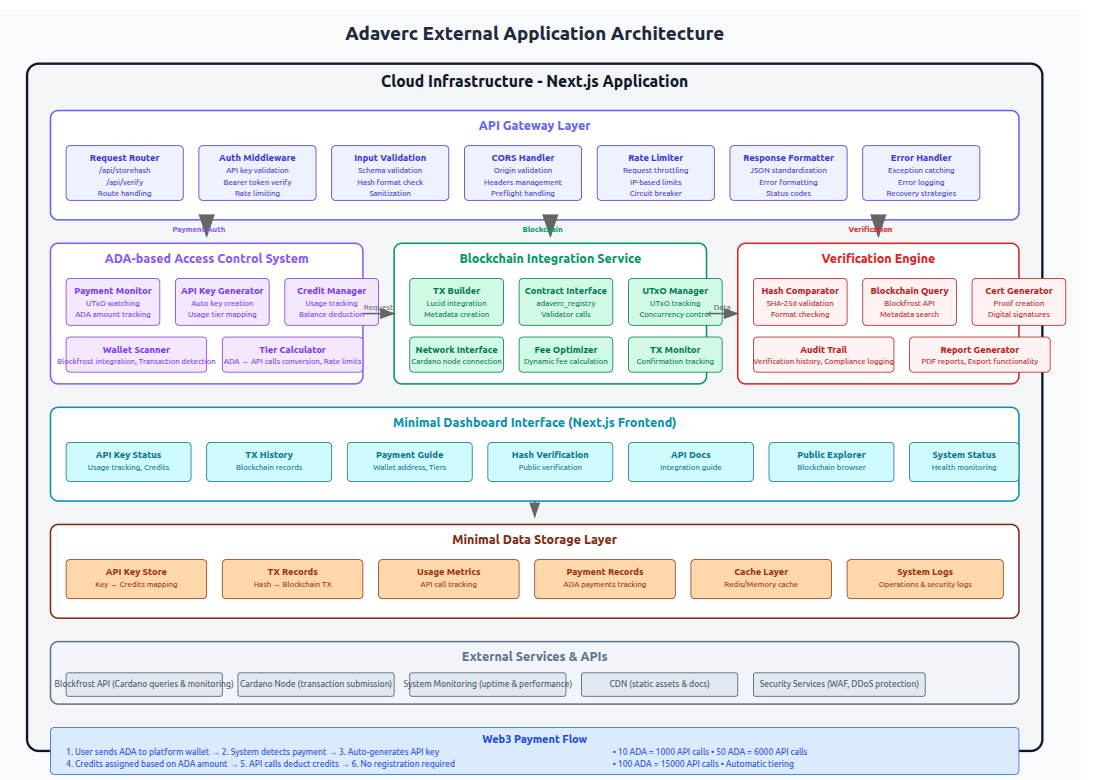 Adaverc External Application Architecture
Cloud Infrastructure - Next.js Application
API Gateway Layer
Request Router
/api/storehash
/api/verify
Route handling
Auth Middleware
API key validation
Bearer token verify
Rate limiting
Input Validation
Schema validation
Hash format check
Sanitization
CORS Handler
Origin validation
Headers management
Preflight handling
Rate Limiter
Request throttling
IP-based limits
Circuit breaker
Response Formatter
JSON standardization
Error formatting
Status codes
Error Handler
Exception catching
Error logging
Recovery strategies
Payment Auth
Blockchain
Verification
ADA-based Access Control System
Payment Monitor
UTxO watching
ADA amount tracking
API Key Generator
Auto key creation
Usage tier mapping
Credit Manager
Usage tracking
Balance deduction
Wallet Scanner
Blockfrost integration, Transaction detection
Tier Calculator
ADA → API calls conversion, Rate limits
Request
Blockchain Integration Service
TX Builder
Lucid integration
Metadata creation
Contract Interface
adaverc_registry
Validator calls
UTxO Manager
UTxO tracking
Concurrency control
Network Interface
Cardano node connection
Fee Optimizer
Dynamic fee calculation
TX Monitor
Confirmation tracking
Data
Verification Engine
Hash Comparator
SHA-256 validation
Format checking
Blockchain Query
Blockfrost API
Metadata search
Cert Generator
Proof creation
Digital signatures
Audit Trail
Verification history, Compliance logging
Report Generator
PDF reports, Export functionality
Minimal Dashboard Interface (Next.js Frontend)
API Key Status
Usage tracking, Credits
TX History
Blockchain records
Payment Guide
Wallet address, Tiers
Hash Verification
Public verification
API Docs
Integration guide
Public Explorer
Blockchain browser
System Status
Health monitoring
Minimal Data Storage Layer
API Key Store
Key → Credits mapping
TX Records
Hash → Blockchain TX
Usage Metrics
API call tracking
Payment Records
ADA payments tracking
Cache Layer
Redis/Memory cache
System Logs
Operations & security logs
External Services & APIs
Blockfrost API (Cardano queries & monitoring)
Cardano Node (transaction submission)
System Monitoring (uptime & performance)
CDN (static assets & docs)
Security Services (WAF, DDoS protection)
Web3 Payment Flow
1. User sends ADA to platform wallet → 2. System detects payment → 3. Auto-generates API key
4. Credits assigned based on ADA amount → 5. API calls deduct credits → 6. No registration required
• 10 ADA = 1000 API calls • 50 ADA = 6000 API calls
• 100 ADA = 15000 API calls • Automatic tiering